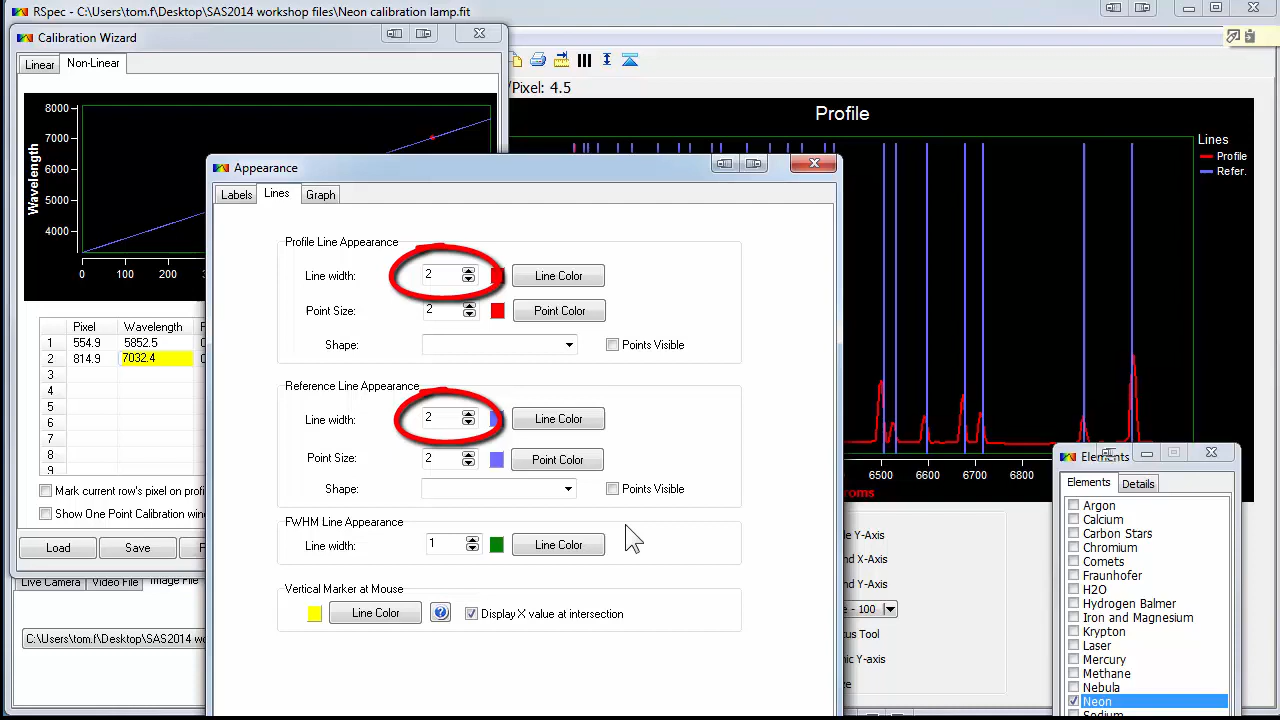 RSpec - C:\Users\tom.f\Desktop\SAS2014 workshop files\Neon calibration lamp.fit
Calibration Wizard
Linear
Non-Linear
8000
7000
6000
5000
4000
Wavelength
0
100
200
Pixel
Wavelength
1
554.9
5852.5
2
814.9
7032.4
3
4
5
6
7
8
9
Mark current row's pixel on profi
Show One Point Calibration win
Load
Save
Live Camera
Video File
Image File
C:\Users\tom.f\Desktop\SAS2014 wo
/Pixel: 4.5
Profile
Lines
Profile
Refer.
6500
6600
6700
6800
Appearance
Labels
Lines
Graph
Profile Line Appearance
Line width:
2
Line Color
Point Size:
2
Point Color
Shape:
Points Visible
Reference Line Appearance
Line width:
2
Line Color
Point Size:
2
Point Color
Shape:
Points Visible
FWHM Line Appearance
Line width:
1
Line Color
Vertical Marker at Mouse
Line Color
Display X value at intersection
Y-Axis
X-Axis
Y-Axis
- 100
Tool
Y-axis
Elements
Elements
Details
Argon
Calcium
Carbon Stars
Chromium
Comets
Fraunhofer
H2O
Hydrogen Balmer
Iron and Magnesium
Krypton
Laser
Mercury
Methane
Nebula
Neon
Sodium